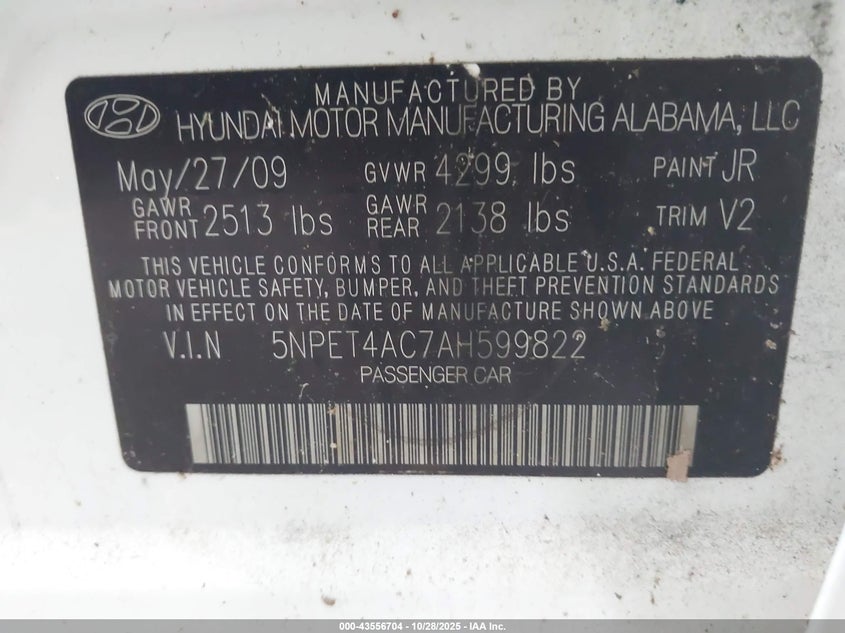 MANUFACTURED BY
HYUNDAI MOTOR MANUFACTURING ALABAMA, LLC
May/27/09 GVWR 4299 lbs PAINT JR
GAWR FRONT 2513 lbs GAWR REAR 2138 lbs TRIM V2
THIS VEHICLE CONFORMS TO ALL APPLICABLE U.S.A. FEDERAL
MOTOR VEHICLE SAFETY, BUMPER, AND THEFT PREVENTION STANDARDS
IN EFFECT ON THE DATE OF MANUFACTURE SHOWN ABOVE
V.I.N 5NPET4AC7AH599822
PASSENGER CAR
000-43556704 | 10/28/2025 - IAA Inc.